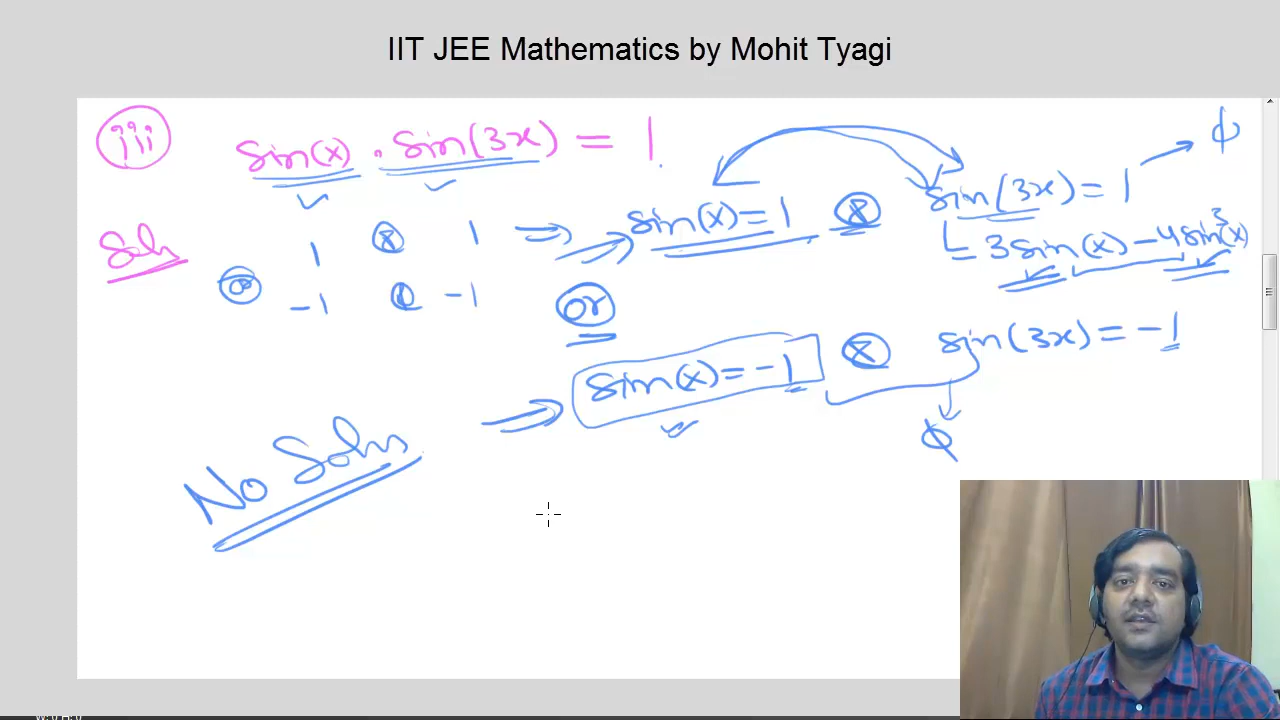 IIT JEE Mathematics by Mohit Tyagi
iii sin(x) . sin(3x) = 1
Soln 1 & 1 ⇒ sin(x) = 1 & sin(3x) = 1 → ϕ
3sin(x) − 4sin³(x)
or −1 & −1 or
⇒ sin(x) = −1 & sin(3x) = −1
ϕ
No Soln